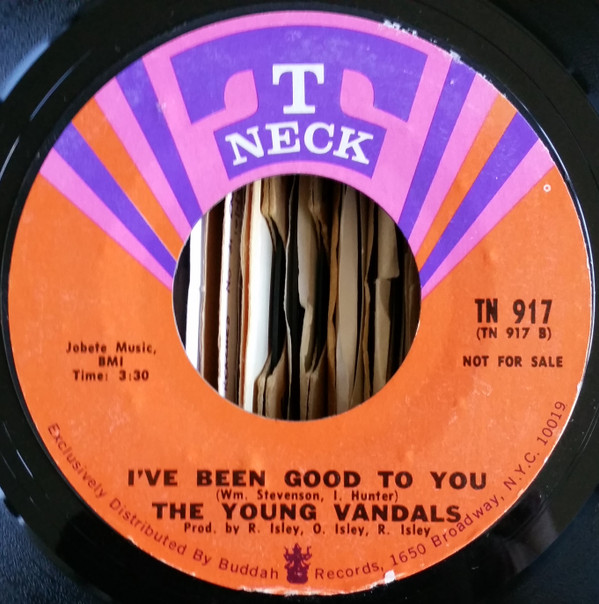 T
NECK
TN 917
(TN 917 B)
NOT FOR SALE
Jobete Music,
BMI
Time: 3:30
I'VE BEEN GOOD TO YOU
(Wm. Stevenson, I. Hunter)
THE YOUNG VANDALS
Prod. by R. Isley, O. Isley, R. Isley
Exclusively Distributed By Buddah Records, 1650 Broadway, N.Y.C. 10019